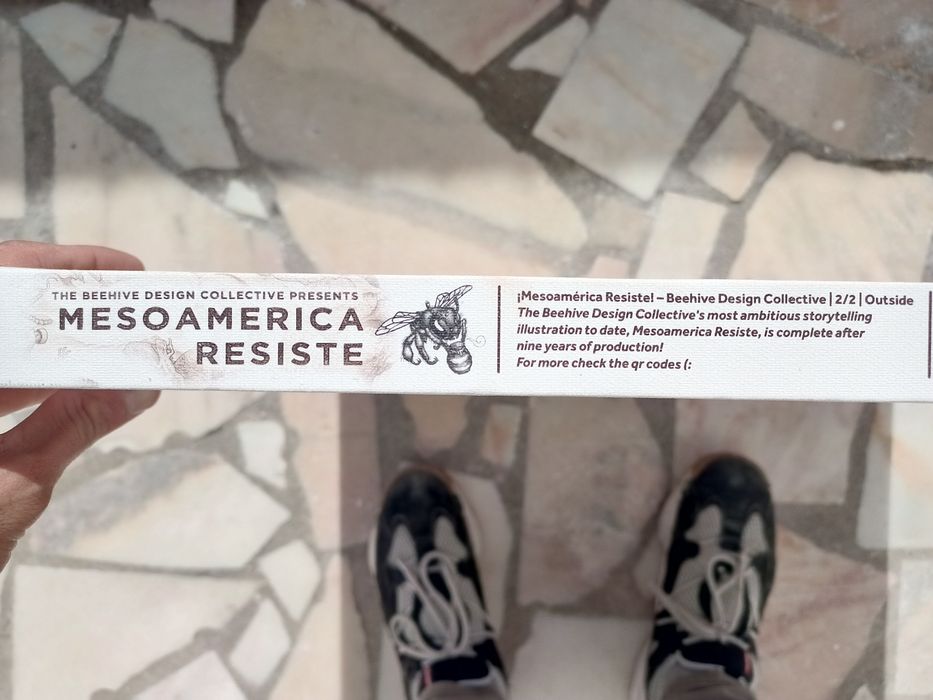 THE BEEHIVE DESIGN COLLECTIVE PRESENTS
MESOAMERICA
RESISTE
¡Mesoamérica Resiste! – Beehive Design Collective | 2/2 | Outside
The Beehive Design Collective's most ambitious storytelling
illustration to date, Mesoamerica Resiste, is complete after
nine years of production!
For more check the qr codes (: